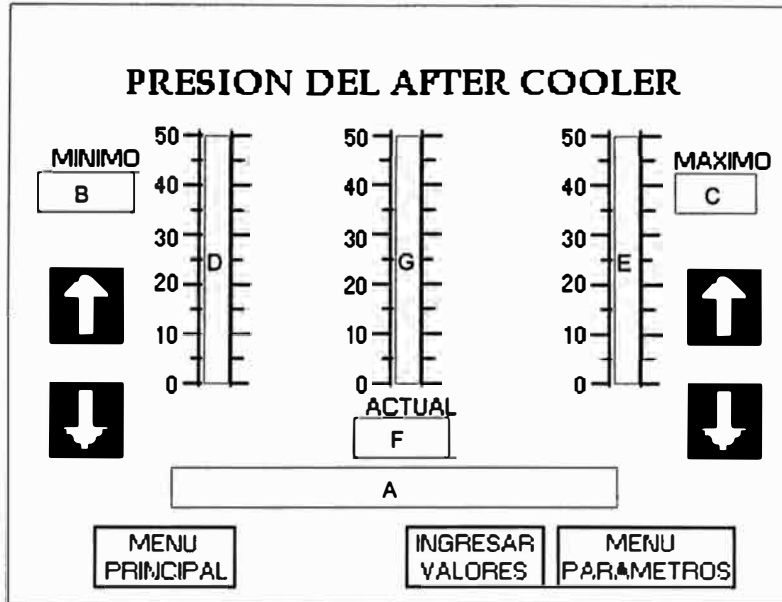 PRESION DEL AFTER COOLER
MINIMO
B
50
40
30
20
10
0
D
50
40
30
20
10
0
G
50
40
30
20
10
0
E
MAXIMO
C
ACTUAL
F
A
MENU
PRINCIPAL
INGRESAR
VALORES
MENU
PARAMETROS